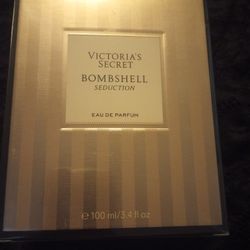 VICTORIA'S
SECRET
BOMBSHELL
SEDUCTION
EAU DE PARFUM
e 100 ml/3.4 fl oz